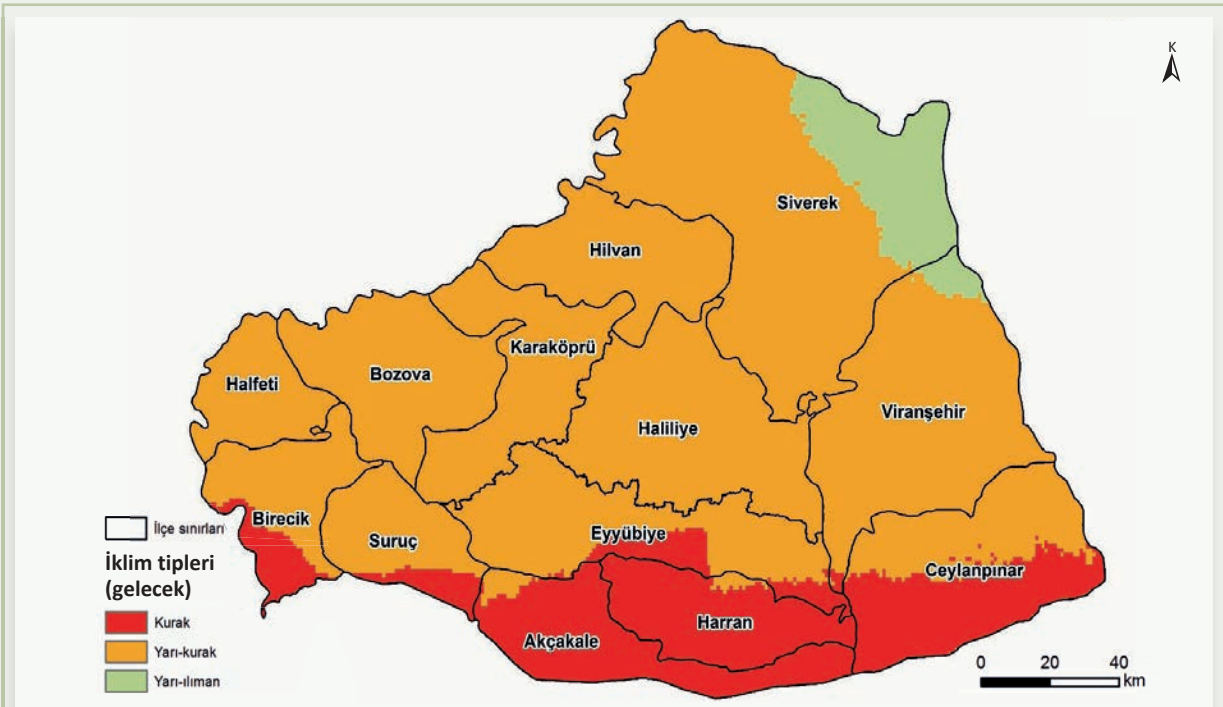 K
Siverek
Hilvan
Karaköprü
Halfeti
Bozova
Viranşehir
Haliliye
Birecik
Suruç
Eyyübiye
Ceylanpınar
Akçakale
Harran
İlçe sınırları
İklim tipleri
(gelecek)
Kurak
Yarı-kurak
Yarı-ılıman
0 20 40
km